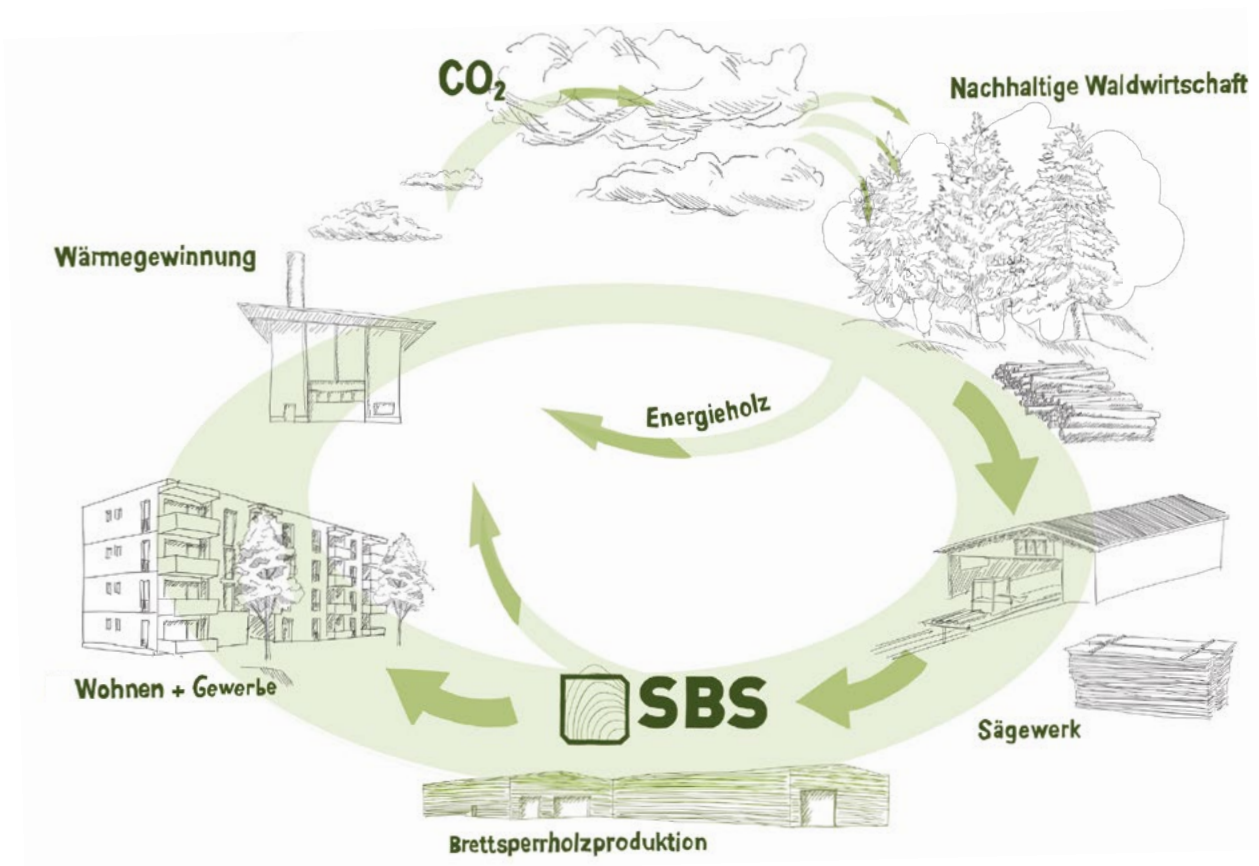 CO₂
Nachhaltige Waldwirtschaft
Wärmegewinnung
Energieholz
SBS
Wohnen + Gewerbe
Sägewerk
Brettsperrholzproduktion